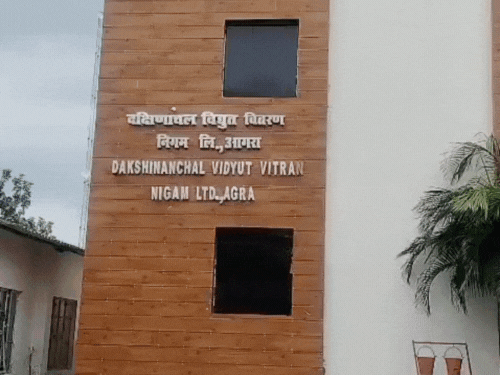 दक्षिणांचल विद्युत वितरण
निगम लि.,आगरा
DAKSHINANCHAL VIDYUT VITRAN
NIGAM LTD.,AGRA